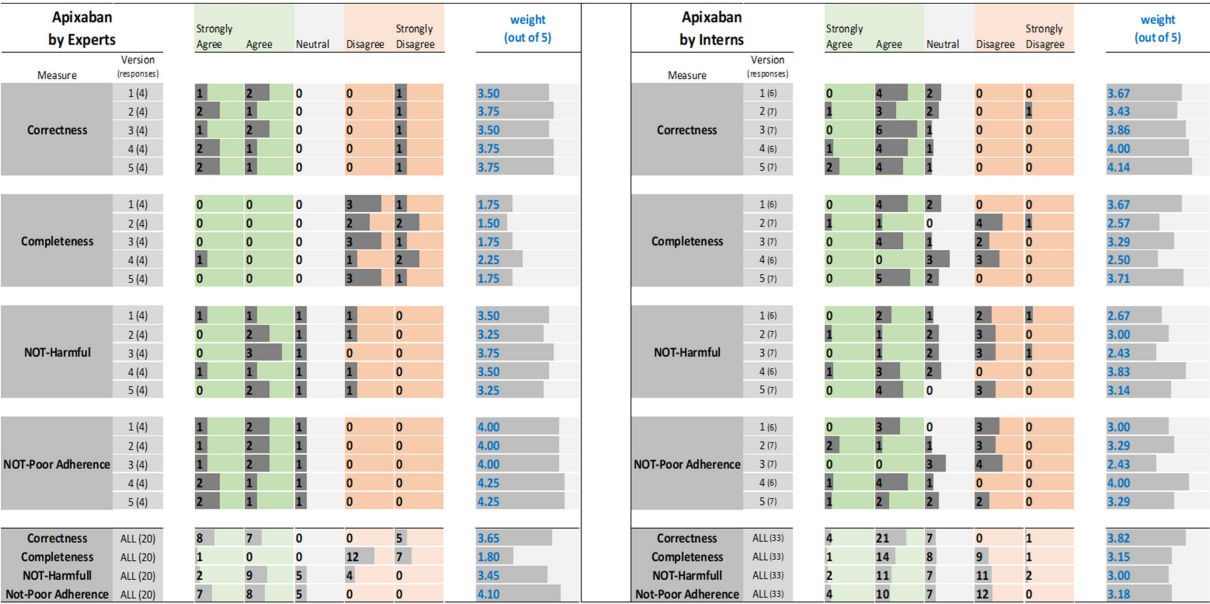 Apixaban by Experts Strongly Agree Agree Neutral Disagree Strongly Disagree weight (out of 5)
Measure Version (responses)
Correctness
1 (4) 1 2 0 0 1 3.50
2 (4) 2 1 0 0 1 3.75
3 (4) 1 2 0 0 1 3.50
4 (4) 2 1 0 0 1 3.75
5 (4) 2 1 0 0 1 3.75
Completeness
1 (4) 0 0 0 3 1 1.75
2 (4) 0 0 0 2 2 1.50
3 (4) 0 0 0 3 1 1.75
4 (4) 1 0 0 1 2 2.25
5 (4) 0 0 0 3 1 1.75
NOT-Harmful
1 (4) 1 1 1 1 0 3.50
2 (4) 0 2 1 1 0 3.25
3 (4) 0 3 1 0 0 3.75
4 (4) 1 1 1 1 0 3.50
5 (4) 0 2 1 1 0 3.25
NOT-Poor Adherence
1 (4) 1 2 1 0 0 4.00
2 (4) 1 2 1 0 0 4.00
3 (4) 1 2 1 0 0 4.00
4 (4) 2 1 1 0 0 4.25
5 (4) 2 1 1 0 0 4.25
Correctness ALL (20) 8 7 0 0 5 3.65
Completeness ALL (20) 1 0 0 12 7 1.80
NOT-Harmfull ALL (20) 2 9 5 4 0 3.45
Not-Poor Adherence ALL (20) 7 8 5 0 0 4.10
Apixaban by Interns Strongly Agree Agree Neutral Disagree Strongly Disagree weight (out of 5)
Measure Version (responses)
Correctness
1 (6) 0 4 2 0 0 3.67
2 (7) 1 3 2 0 1 3.43
3 (7) 0 6 1 0 0 3.86
4 (6) 1 4 1 0 0 4.00
5 (7) 2 4 1 0 0 4.14
Completeness
1 (6) 0 4 2 0 0 3.67
2 (7) 1 1 0 4 1 2.57
3 (7) 0 4 1 2 0 3.29
4 (6) 0 0 3 3 0 2.50
5 (7) 0 5 2 0 0 3.71
NOT-Harmful
1 (6) 0 2 1 2 1 2.67
2 (7) 1 1 2 3 0 3.00
3 (7) 0 1 2 3 1 2.43
4 (6) 1 3 2 0 0 3.83
5 (7) 0 4 0 3 0 3.14
NOT-Poor Adherence
1 (6) 0 3 0 3 0 3.00
2 (7) 2 1 1 3 0 3.29
3 (7) 0 0 3 4 0 2.43
4 (6) 1 4 1 0 0 4.00
5 (7) 1 2 2 2 0 3.29
Correctness ALL (33) 4 21 7 0 1 3.82
Completeness ALL (33) 1 14 8 9 1 3.15
NOT-Harmfull ALL (33) 2 11 7 11 2 3.00
Not-Poor Adherence ALL (33) 4 10 7 12 0 3.18